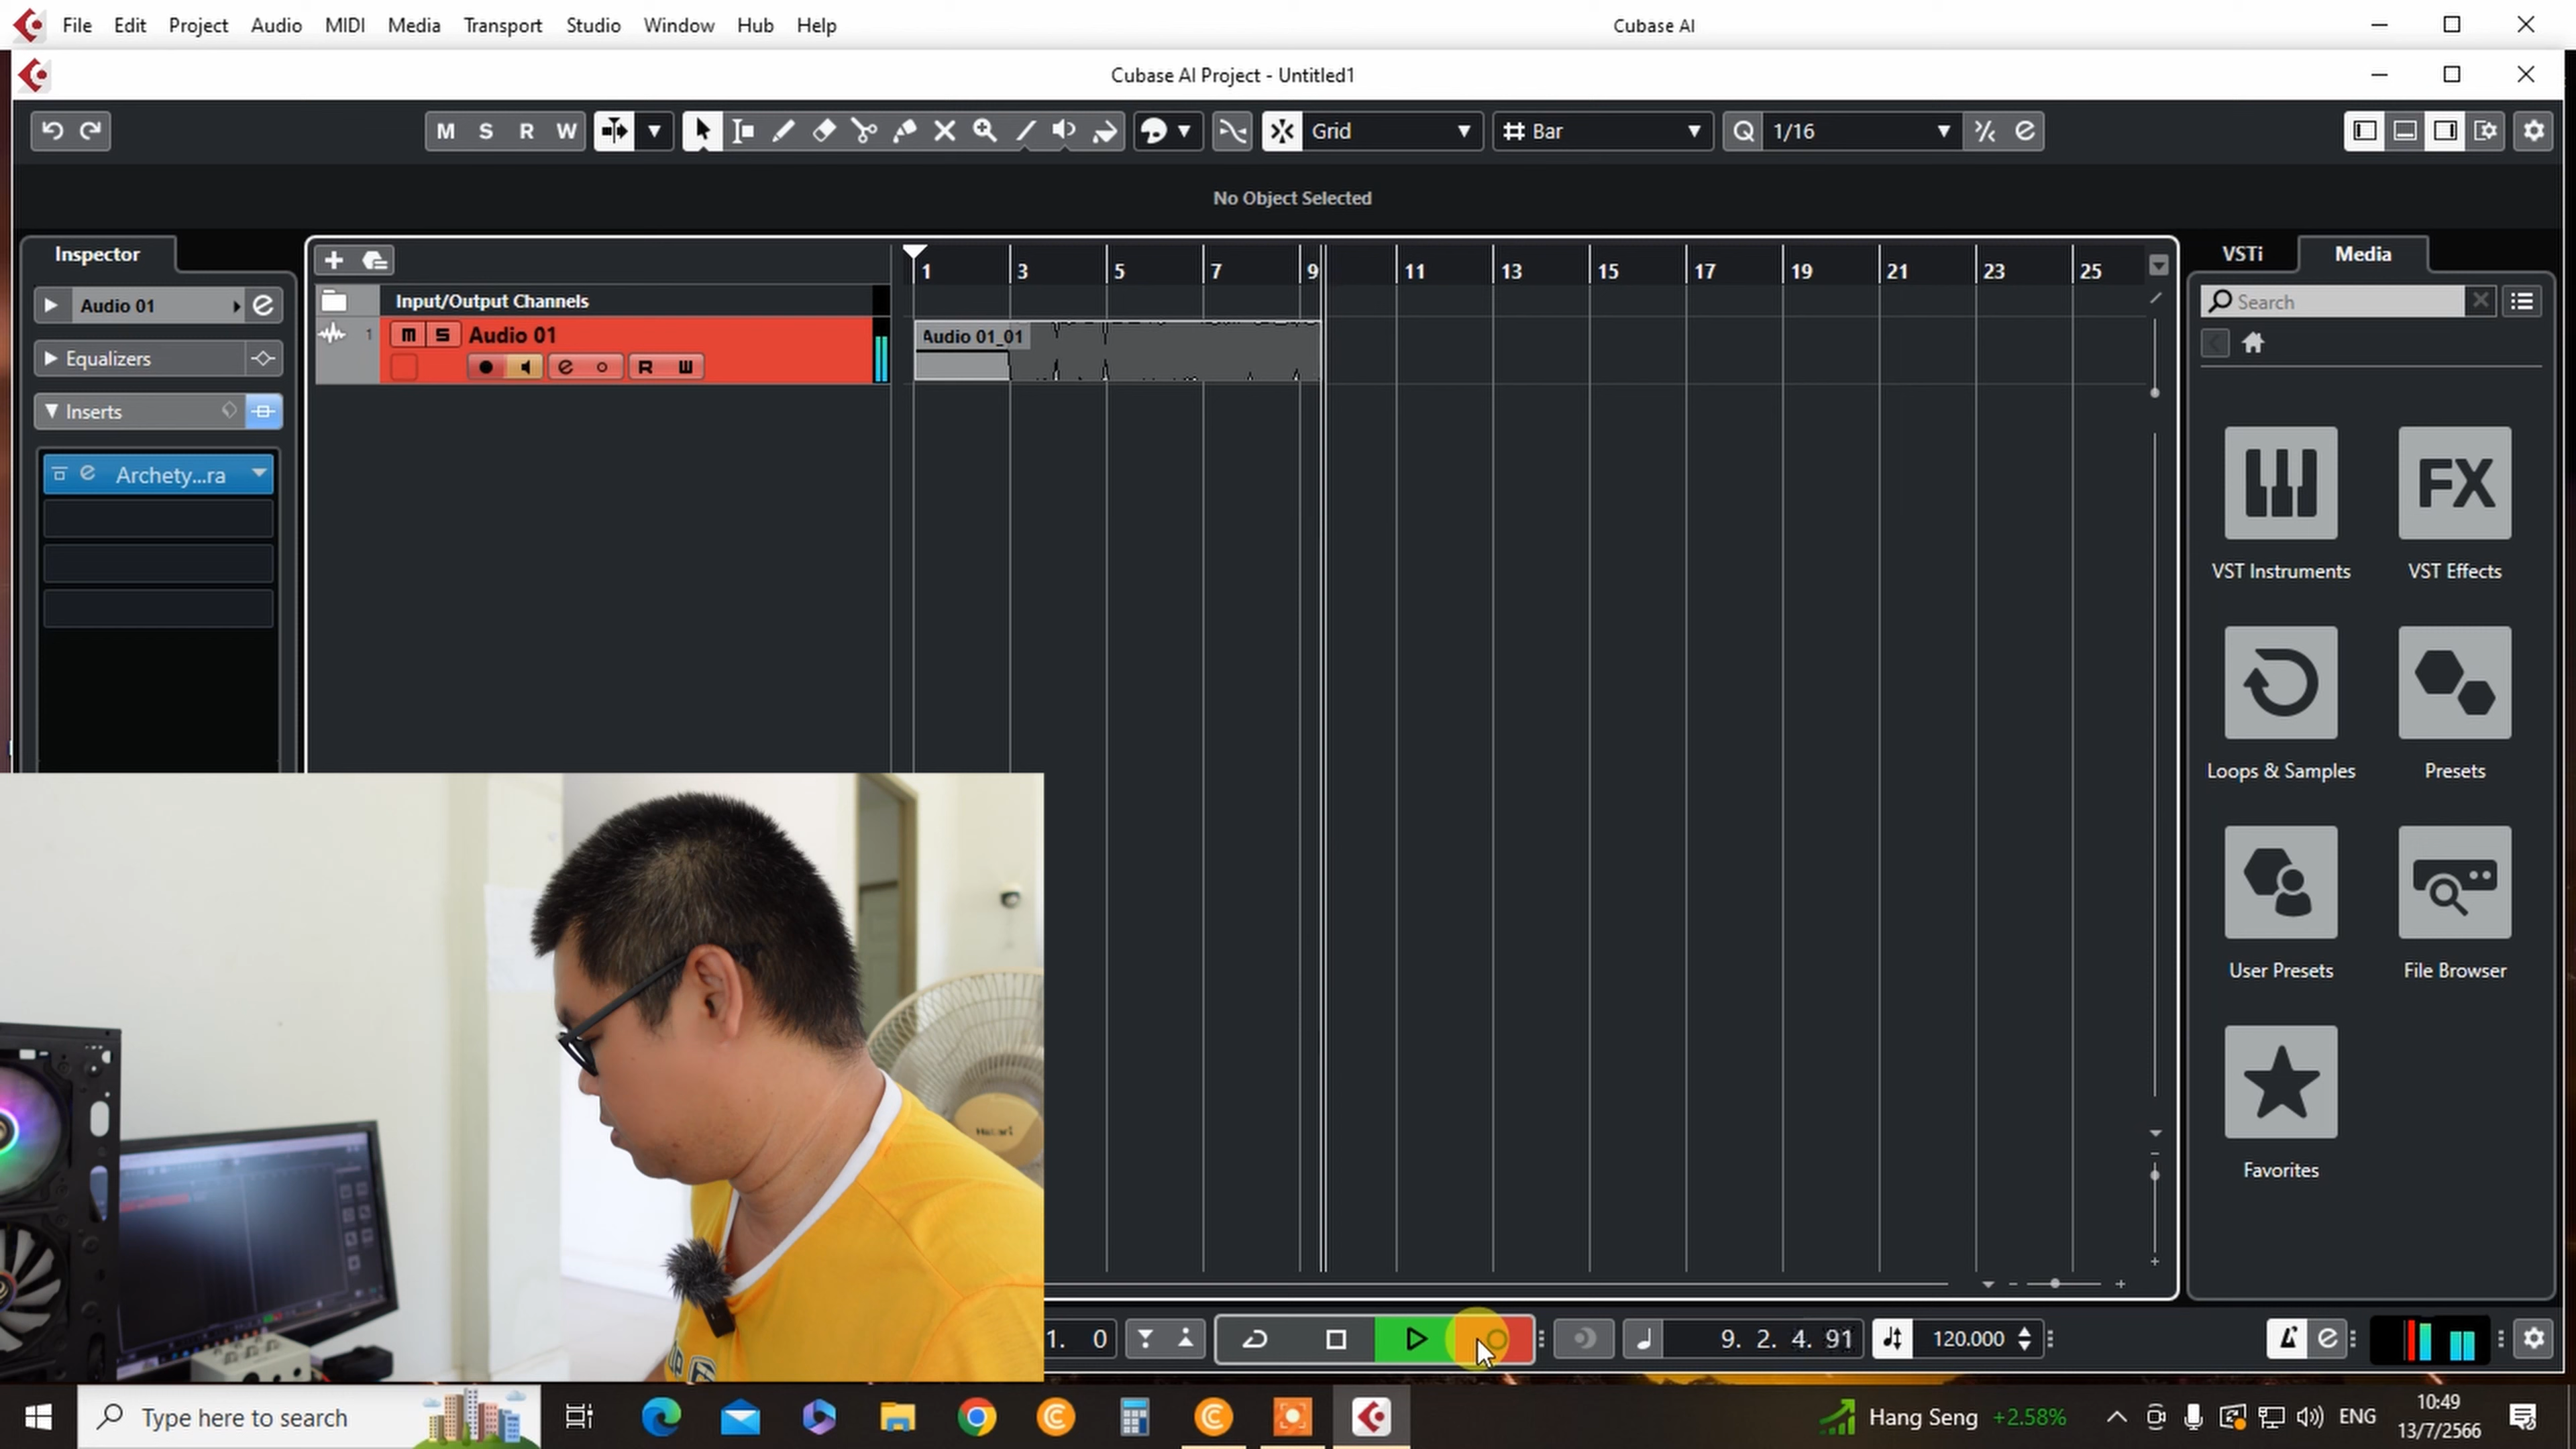 File Edit Project Audio MIDI Media Transport Studio Window Hub Help
Cubase AI
Cubase AI Project - Untitled1
M S R W
Grid
Bar
Q 1/16
No Object Selected
Inspector
1 3 5 7 9 11 13 15 17 19 21 23 25
VSTi Media
Input/Output Channels
Search
Audio 01
1 m S Audio 01
e R W
Audio 01_01
Equalizers
Inserts
Archety...ra
FX
VST Instruments VST Effects
Loops & Samples Presets
User Presets File Browser
Favorites
1. 0
9. 2. 4. 91
120.000
Type here to search
Hang Seng +2.58%
ENG
10:49
13/7/2566